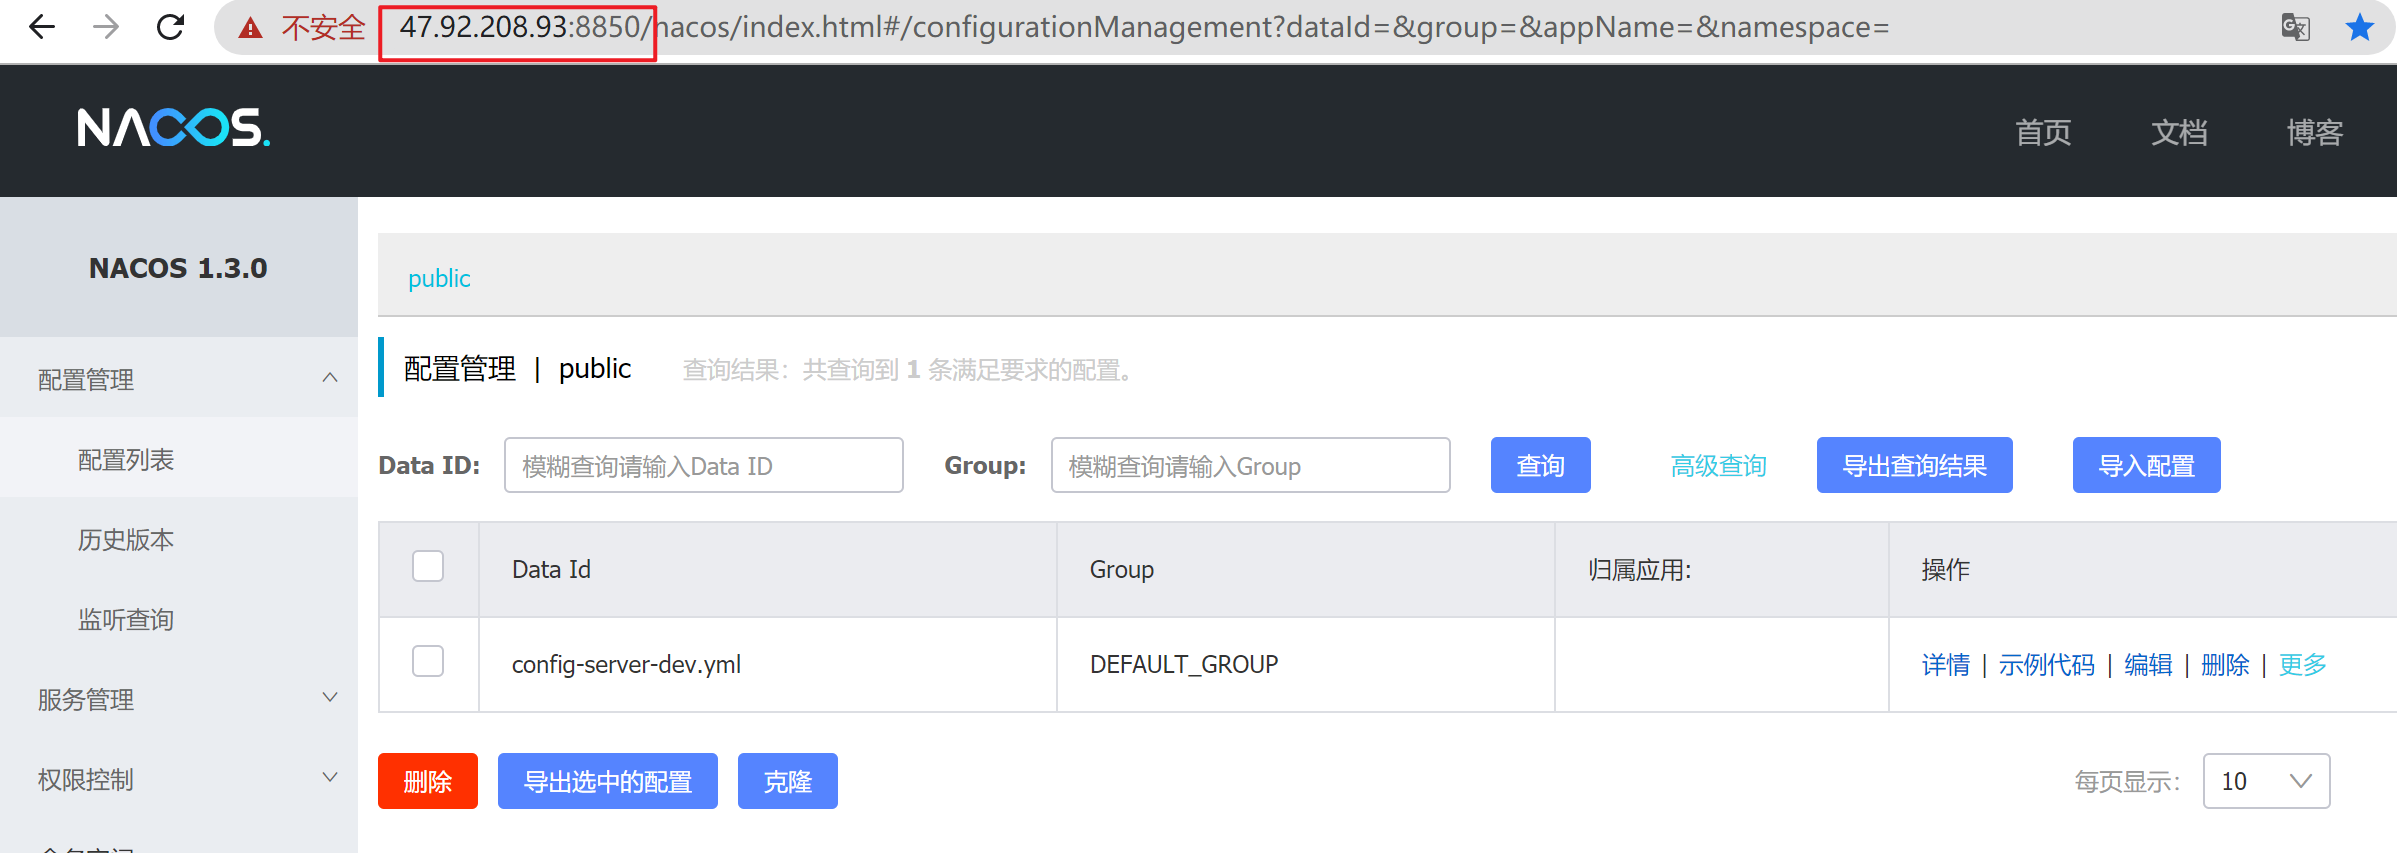 不安全 47.92.208.93:8850/nacos/index.html#/configurationManagement?dataId=&group=&appName=&namespace=
NACOS.
首页 文档 博客
NACOS 1.3.0
public
配置管理
配置管理 | public 查询结果：共查询到 1 条满足要求的配置。
配置列表
Data ID: 模糊查询请输入Data ID Group: 模糊查询请输入Group 查询 高级查询 导出查询结果 导入配置
历史版本
Data Id Group 归属应用: 操作
监听查询
config-server-dev.yml DEFAULT_GROUP 详情 | 示例代码 | 编辑 | 删除 | 更多
服务管理
权限控制
删除 导出选中的配置 克隆 每页显示： 10